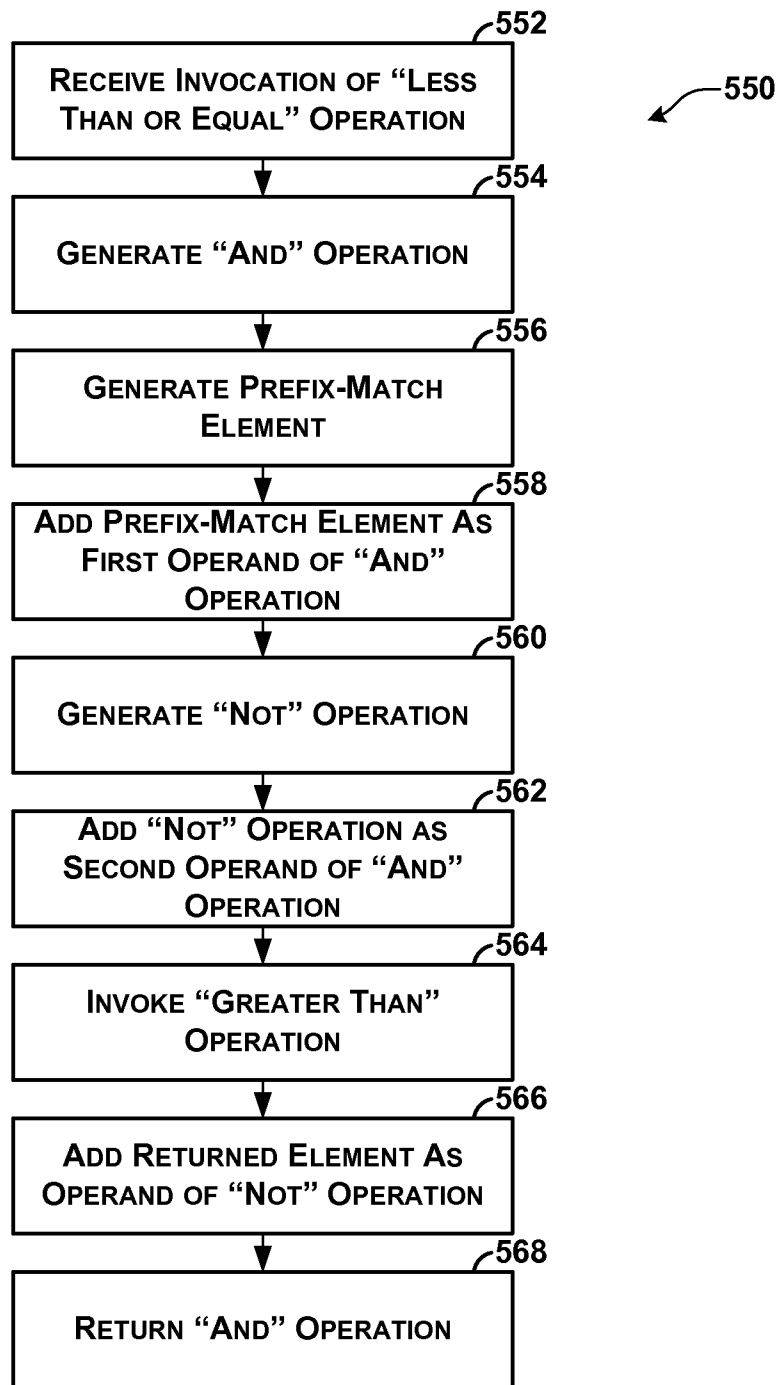 552
RECEIVE INVOCATION OF “LESS
THAN OR EQUAL” OPERATION
550
554
GENERATE “AND” OPERATION
556
GENERATE PREFIX-MATCH
ELEMENT
558
ADD PREFIX-MATCH ELEMENT AS
FIRST OPERAND OF “AND”
OPERATION
560
GENERATE “NOT” OPERATION
562
ADD “NOT” OPERATION AS
SECOND OPERAND OF “AND”
OPERATION
564
INVOKE “GREATER THAN”
OPERATION
566
ADD RETURNED ELEMENT AS
OPERAND OF “NOT” OPERATION
568
RETURN “AND” OPERATION